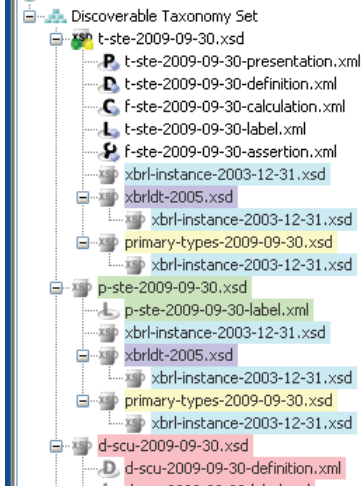 Discoverable Taxonomy Set
t-ste-2009-09-30.xsd
t-ste-2009-09-30-presentation.xml
t-ste-2009-09-30-definition.xml
f-ste-2009-09-30-calculation.xml
t-ste-2009-09-30-label.xml
f-ste-2009-09-30-assertion.xml
xbrl-instance-2003-12-31.xsd
xbrldt-2005.xsd
xbrl-instance-2003-12-31.xsd
primary-types-2009-09-30.xsd
xbrl-instance-2003-12-31.xsd
p-ste-2009-09-30.xsd
p-ste-2009-09-30-label.xml
xbrl-instance-2003-12-31.xsd
xbrldt-2005.xsd
xbrl-instance-2003-12-31.xsd
primary-types-2009-09-30.xsd
xbrl-instance-2003-12-31.xsd
d-scu-2009-09-30.xsd
d-scu-2009-09-30-definition.xml